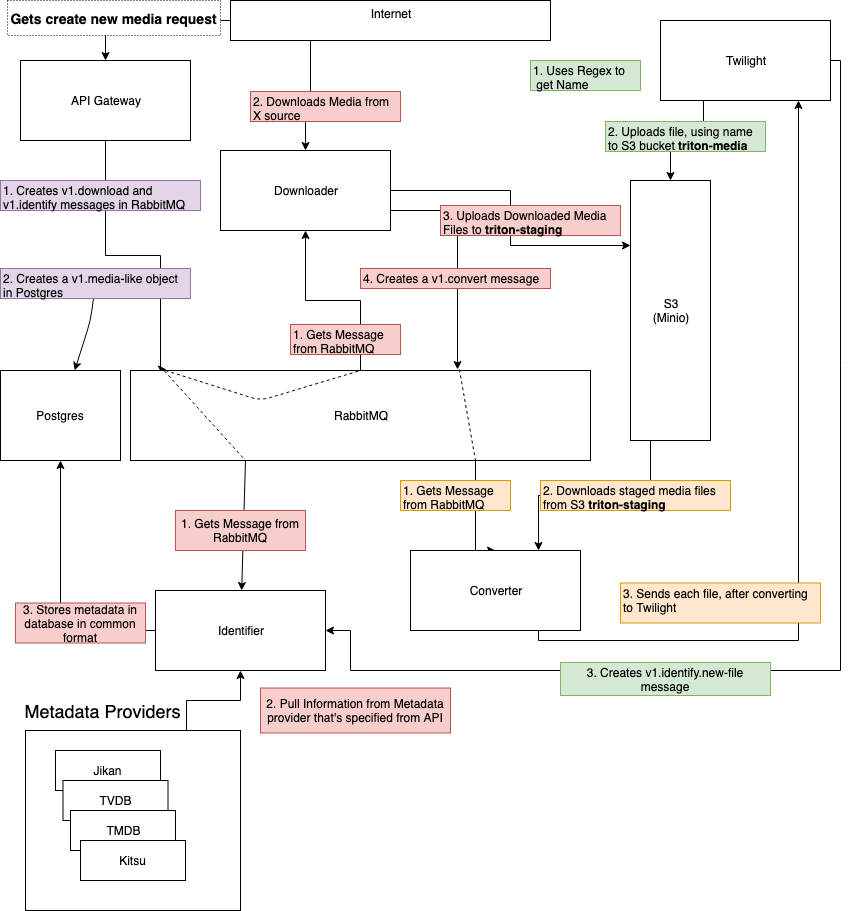 Gets create new media request
Internet
Twilight
API Gateway
1. Uses Regex to
get Name
2. Downloads Media from
X source
2. Uploads file, using name
to S3 bucket triton-media
Downloader
1. Creates v1.download and
v1.identify messages in RabbitMQ
3. Uploads Downloaded Media
Files to triton-staging
2. Creates a v1.media-like object
in Postgres
4. Creates a v1.convert message
S3
(Minio)
1. Gets Message
from RabbitMQ
Postgres
RabbitMQ
1. Gets Message
from RabbitMQ
2. Downloads staged media files
from S3 triton-staging
1. Gets Message from
RabbitMQ
Converter
3. Sends each file, after converting
to Twilight
3. Stores metadata in
database in common
format
Identifier
3. Creates v1.identify.new-file
message
2. Pull Information from Metadata
provider that's specified from API
Metadata Providers
Jikan
TVDB
TMDB
Kitsu